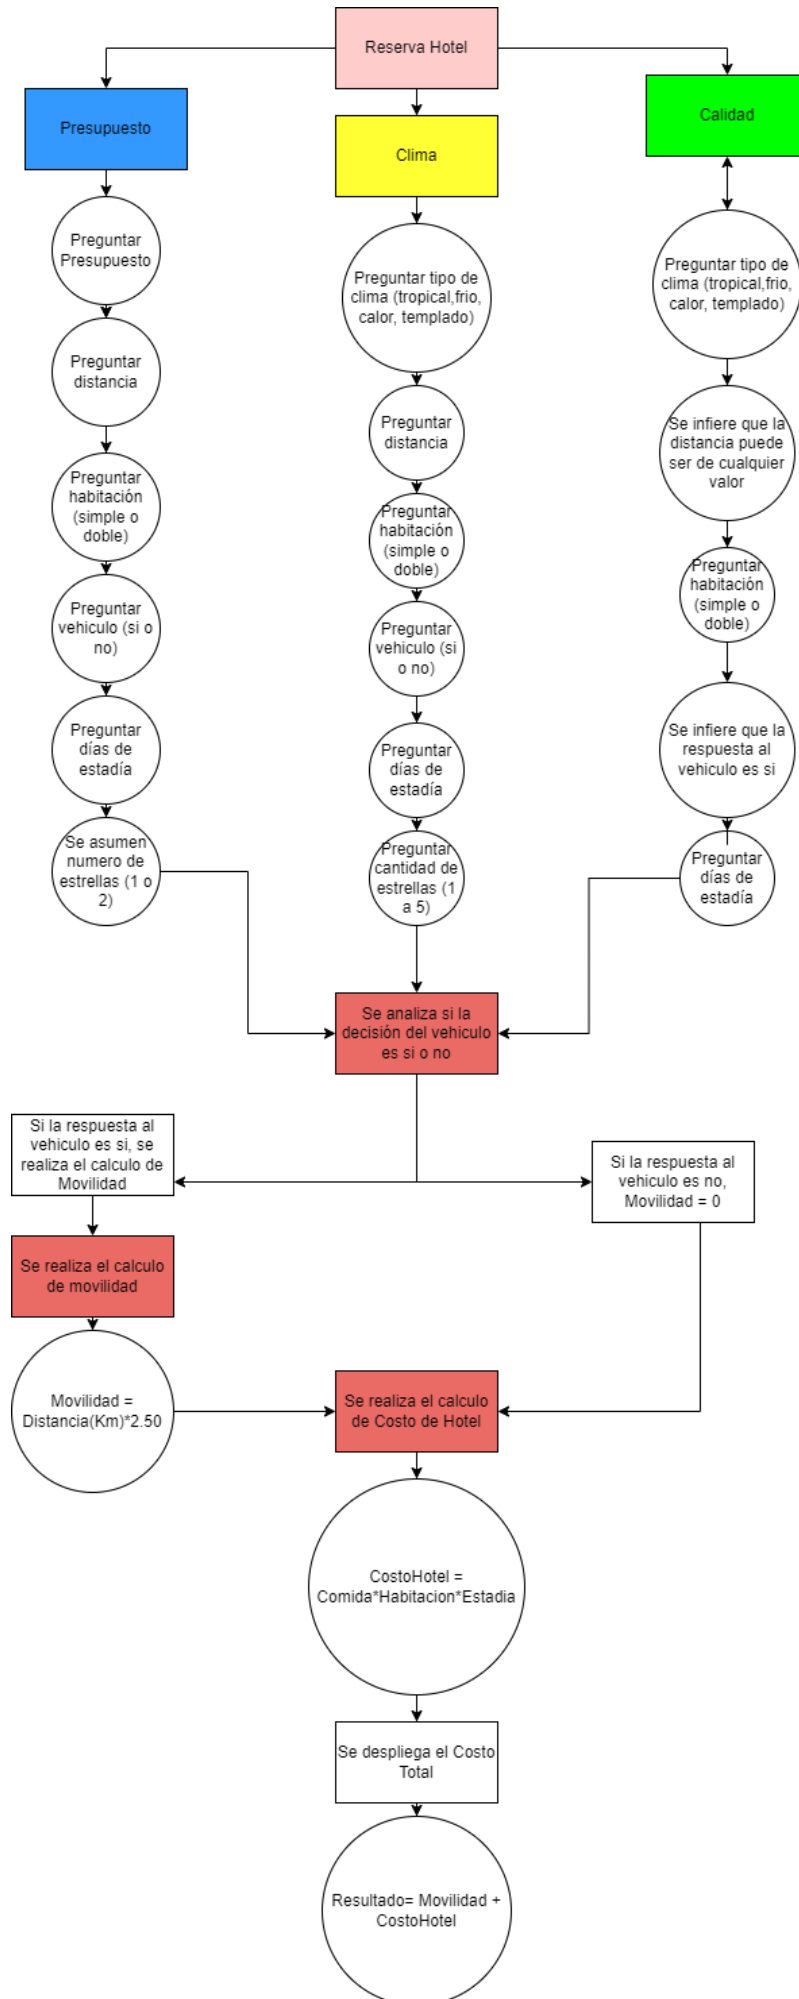 Reserva Hotel
Presupuesto
Clima
Calidad
Preguntar
Presupuesto
Preguntar
distancia
Preguntar
habitación
(simple o
doble)
Preguntar
vehiculo (si o
no)
Preguntar
días de
estadía
Se asumen
numero de
estrellas (1 o
2)
Preguntar tipo de
clima (tropical,frio,
calor, templado)
Preguntar
distancia
Preguntar
habitación
(simple o
doble)
Preguntar
vehiculo (si
o no)
Preguntar
días de
estadía
Preguntar
cantidad de
estrellas (1
a 5)
Preguntar tipo de
clima (tropical,frio,
calor, templado)
Se infiere que la
distancia puede
ser de cualquier
valor
Preguntar
habitación
(simple o
doble)
Se infiere que la
respuesta al
vehiculo es si
Preguntar
días de
estadía
Se analiza si la
decisión del vehiculo
es si o no
Si la respuesta al
vehiculo es si, se
realiza el calculo de
Movilidad
Si la respuesta al
vehiculo es no,
Movilidad = 0
Se realiza el calculo
de movilidad
Movilidad =
Distancia(Km)*2.50
Se realiza el calculo
de Costo de Hotel
CostoHotel =
Comida*Habitacion*Estadia
Se despliega el Costo
Total
Resultado= Movilidad +
CostoHotel